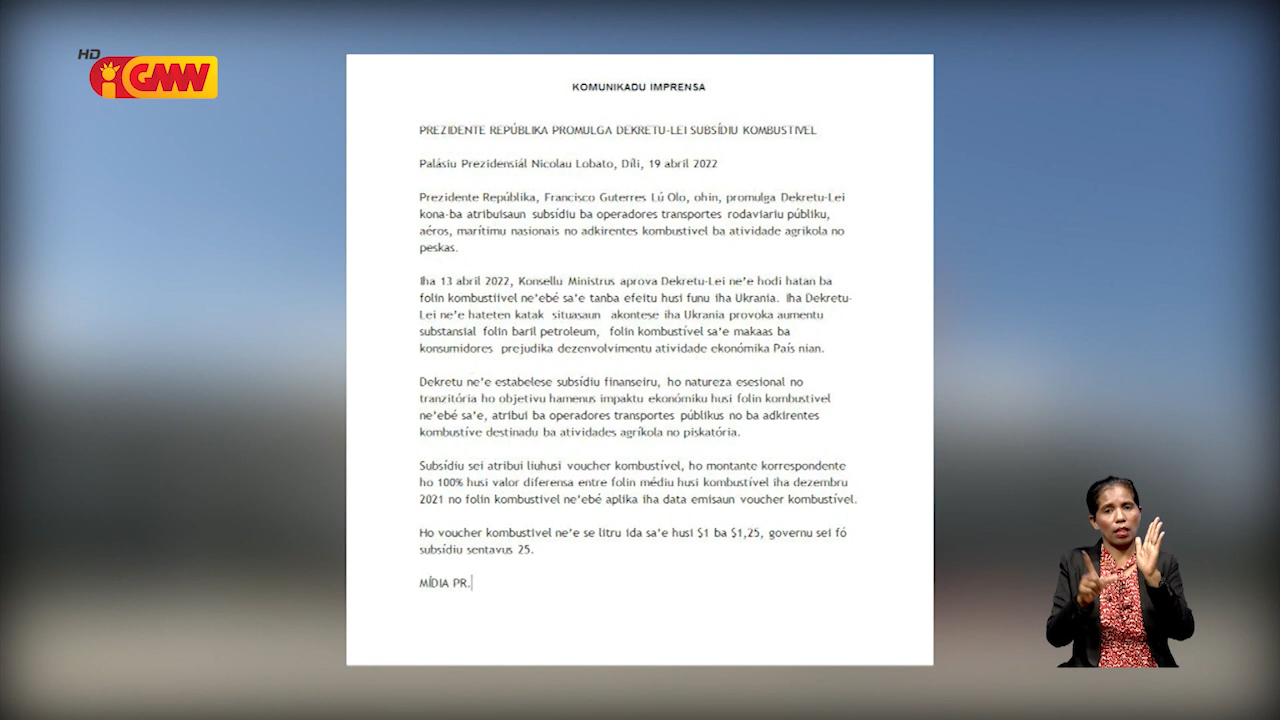 HD
GMN
KOMUNIKADU IMPRENSA
PREZIDENTE REPÚBLIKA PROMULGA DEKRETU-LEI SUBSÍDIU KOMBUSTIVEL
Palásiu Prezidensiál Nicolau Lobato, Díli, 19 abril 2022
Prezidente Repúblika, Francisco Guterres Lú Olo, ohin, promulga Dekretu-Lei
kona-ba atribuisaun subsídiu ba operadores transportes rodaviariu públiku,
aéros, marítimu nasionais no adkirentes kombustivel ba atividade agrikola no
peskas.
Iha 13 abril 2022, Konsellu Ministrus aprova Dekretu-Lei ne'e hodi hatan ba
folin kombustiivel ne'ebé sa'e tanba efeitu husi funu iha Ukrania. Iha Dekretu-
Lei ne'e hateten katak situasaun akontese iha Ukrania provoka aumentu
substansial folin baril petroleum, folin kombustível sa'e makaas ba
konsumidores prejudika dezenvolvimentu atividade ekonómika País nian.
Dekretu ne'e estabelese subsídiu finanseiru, ho natureza esesional no
tranzitória ho objetivu hamenus impaktu ekonómiku husi folin kombustivel
ne'ebé sa'e, atribui ba operadores transportes públikus no ba adkirentes
kombustíve destinadu ba atividades agríkola no piskatória.
Subsídiu sei atribui liuhusi voucher kombustível, ho montante korrespondente
ho 100% husi valor diferensa entre folin médiu husi kombustível iha dezembru
2021 no folin kombustivel ne'ebé aplika iha data emisaun voucher kombustível.
Ho voucher kombustivel ne'e se litru ida sa'e husi $1 ba $1,25, governu sei fó
subsídiu sentavus 25.
MÍDIA PR.